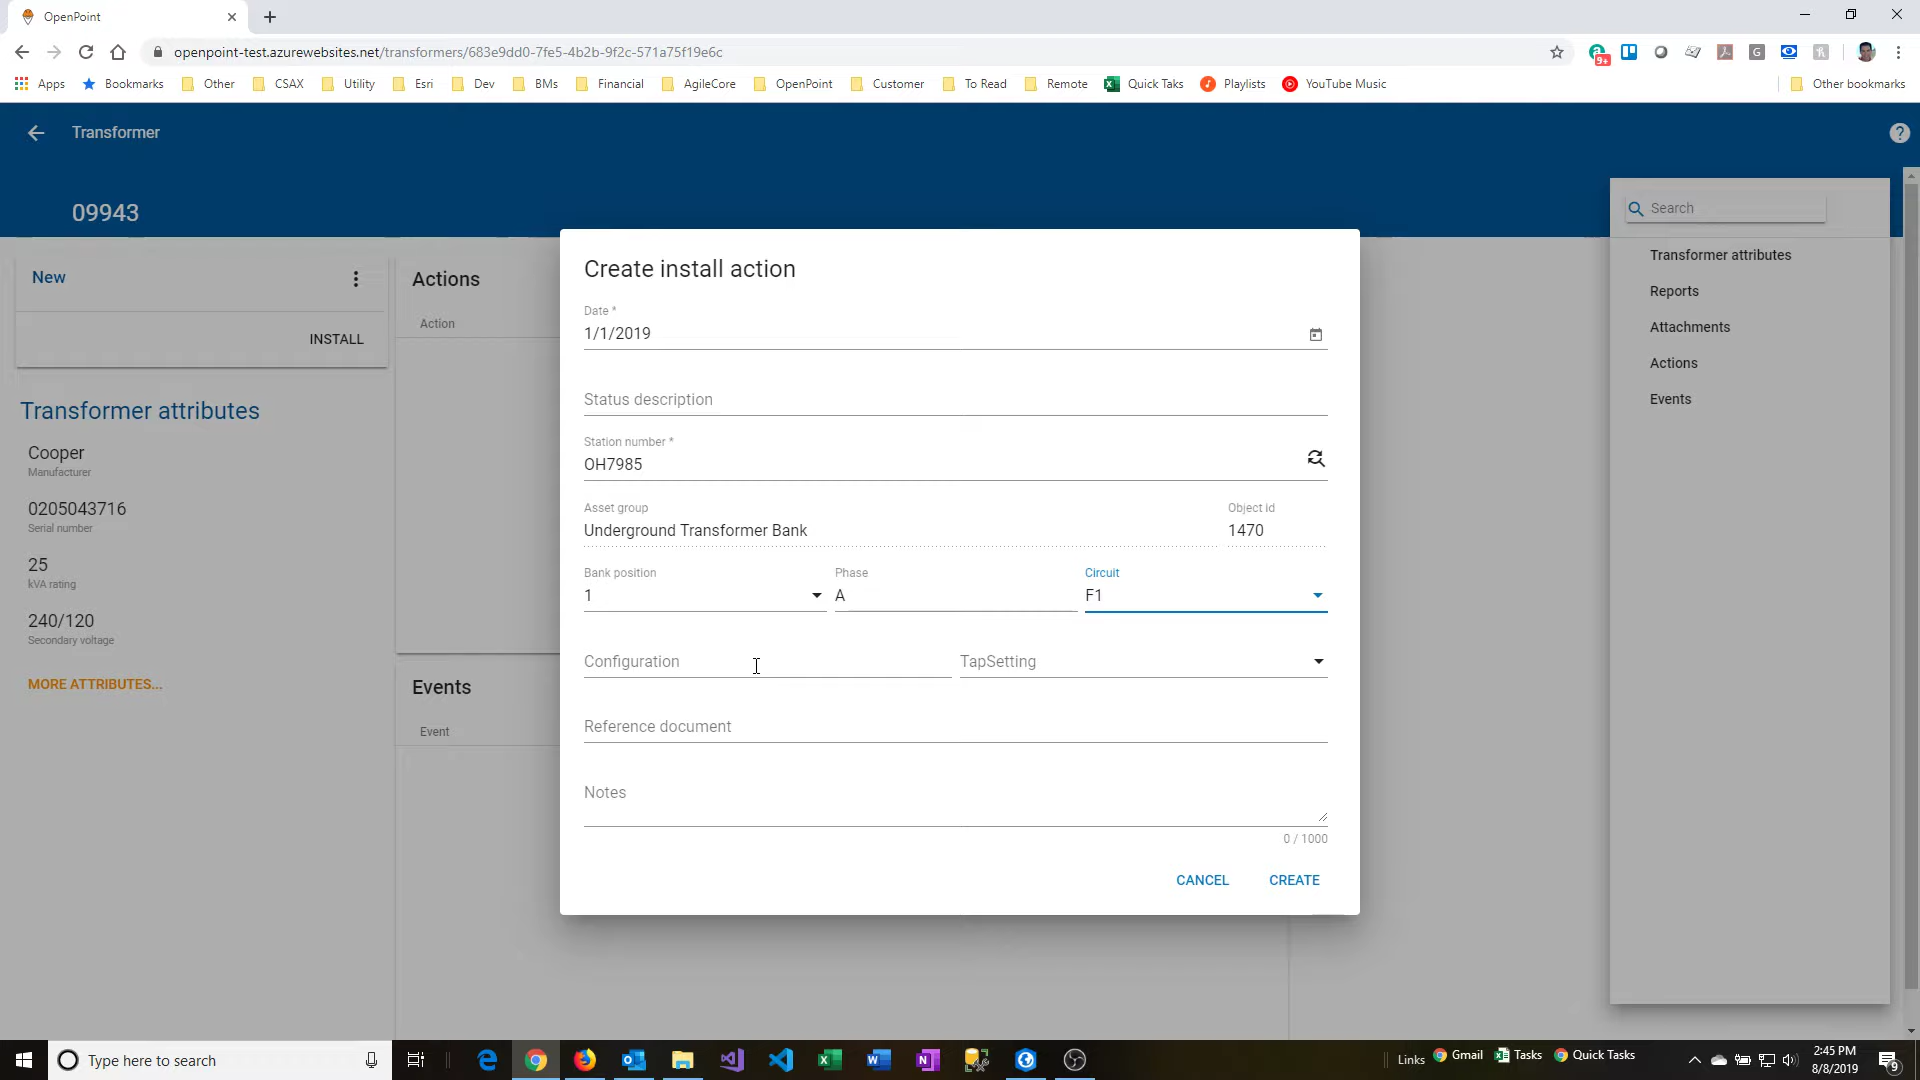 OpenPoint
openpoint-test.azurewebsites.net/transformers/683e9dd0-7fe5-4b2b-9f2c-571a75f19e6c
9+
G
Apps Bookmarks Other CSAX Utility Esri Dev BMs Financial AgileCore OpenPoint Customer To Read Remote Quick Taks Playlists YouTube Music Other bookmarks
Transformer
?
09943
New
INSTALL
Transformer attributes
Cooper
Manufacturer
0205043716
Serial number
25
kVA rating
240/120
Secondary voltage
MORE ATTRIBUTES...
Actions
Action
Events
Event
Create install action
Date *
1/1/2019
Status description
Station number *
OH7985
Asset group
Underground Transformer Bank
Object id
1470
Bank position
1
Phase
A
Circuit
F1
Configuration
TapSetting
Reference document
Notes
0 / 1000
CANCEL CREATE
Search
Transformer attributes
Reports
Attachments
Actions
Events
Type here to search
Links Gmail Tasks Quick Tasks
2:45 PM
8/8/2019
9